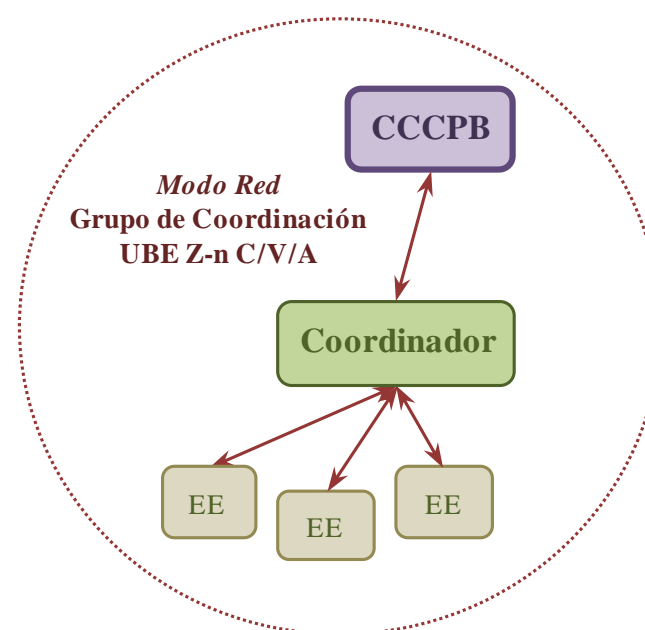 CCCPB
Modo Red
Grupo de Coordinación
UBE Z-n C/V/A
Coordinador
EE
EE
EE